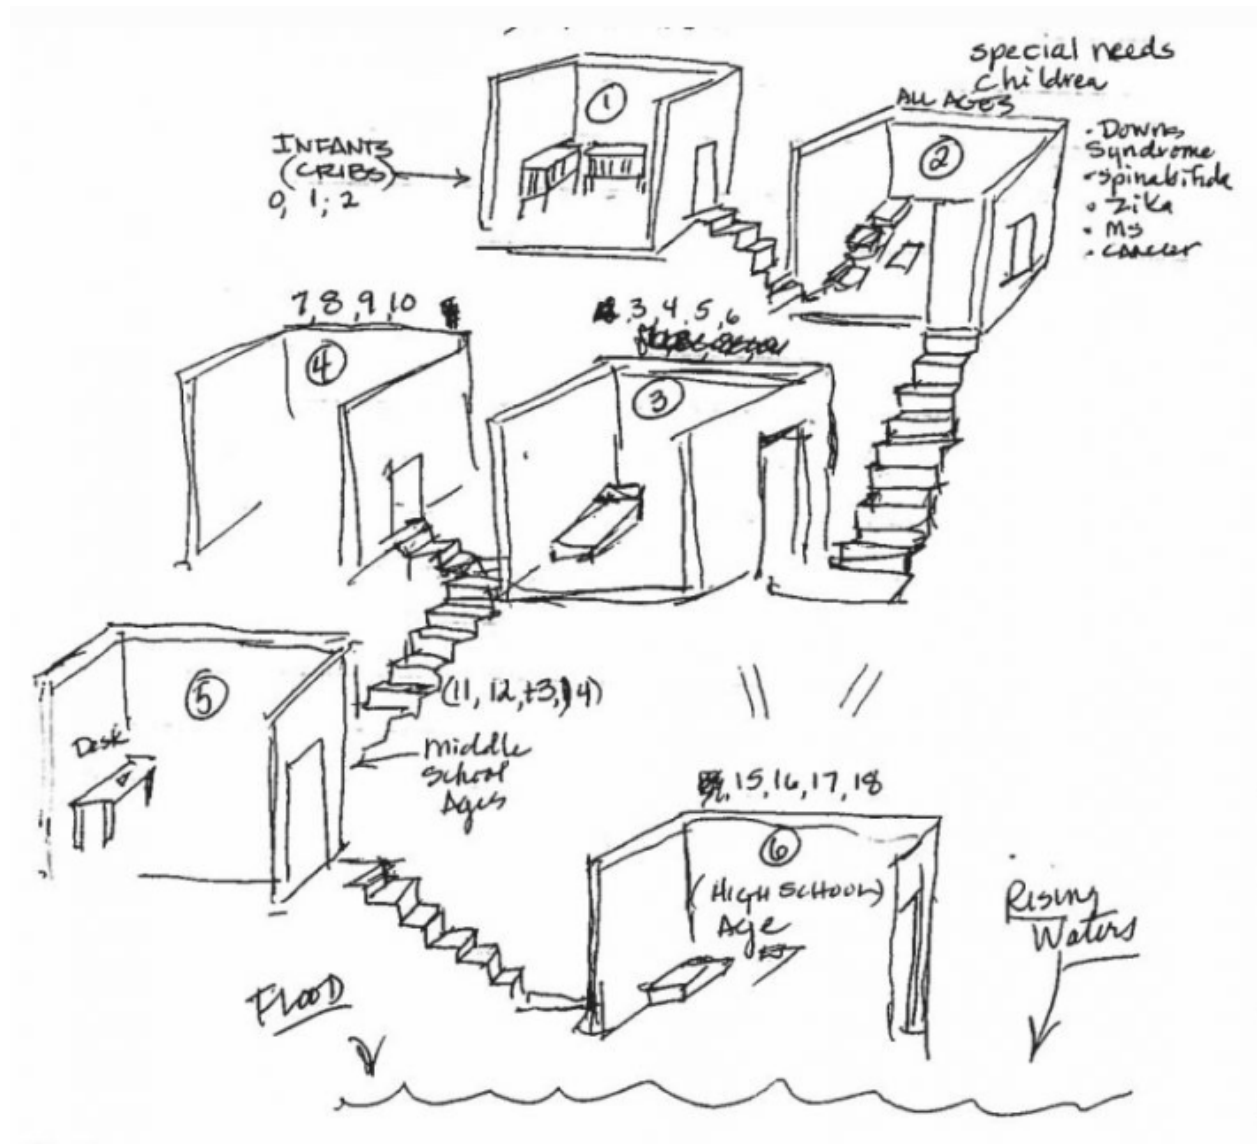 special needs
children
ALL AGES
1
2
INFANTS
(CRIBS)
0, 1, 2
• Downs
Syndrome
• spinabifida
• Zika
• MS
• cancer
7, 8, 9, 10
3, 4, 5, 6
4
3
5
(11, 12, 13, 14)
Desk
Middle
School
Ages
15, 16, 17, 18
6
(HIGH SCHOOL)
Age
Rising
Waters
FLOOD